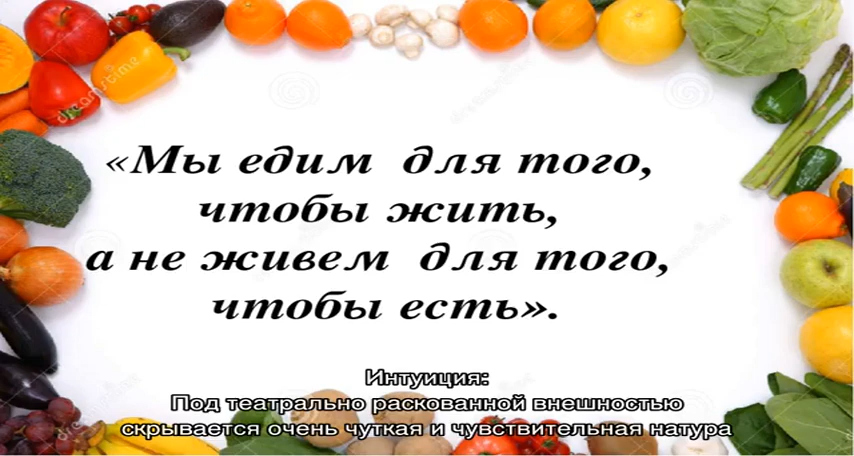 «Мы едим для того,
чтобы жить,
а не живем для того,
чтобы есть».
Интуиция:
Под театрально раскованной внешностью
скрывается очень чуткая и чувствительная натура